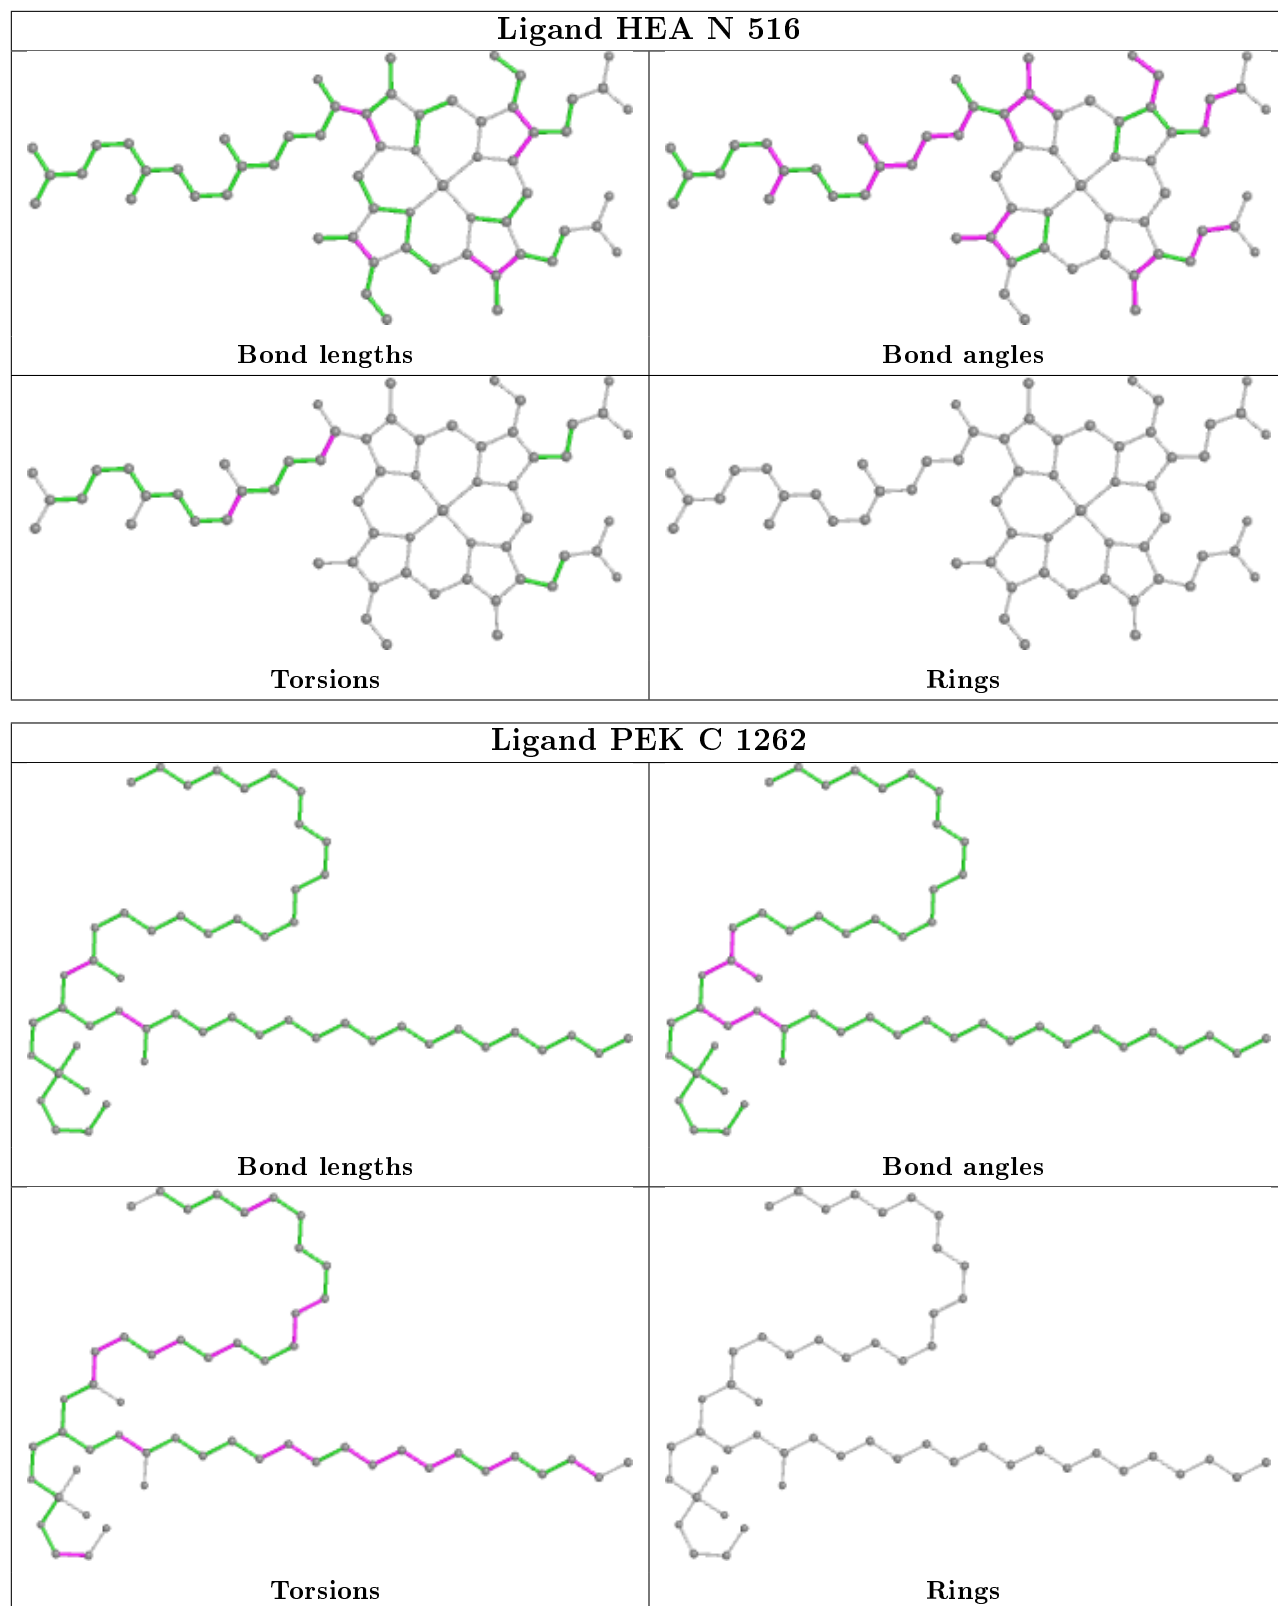 Ligand HEA N 516
Bond lengths
Bond angles
Torsions
Rings
Ligand PEK C 1262
Bond lengths
Bond angles
Torsions
Rings